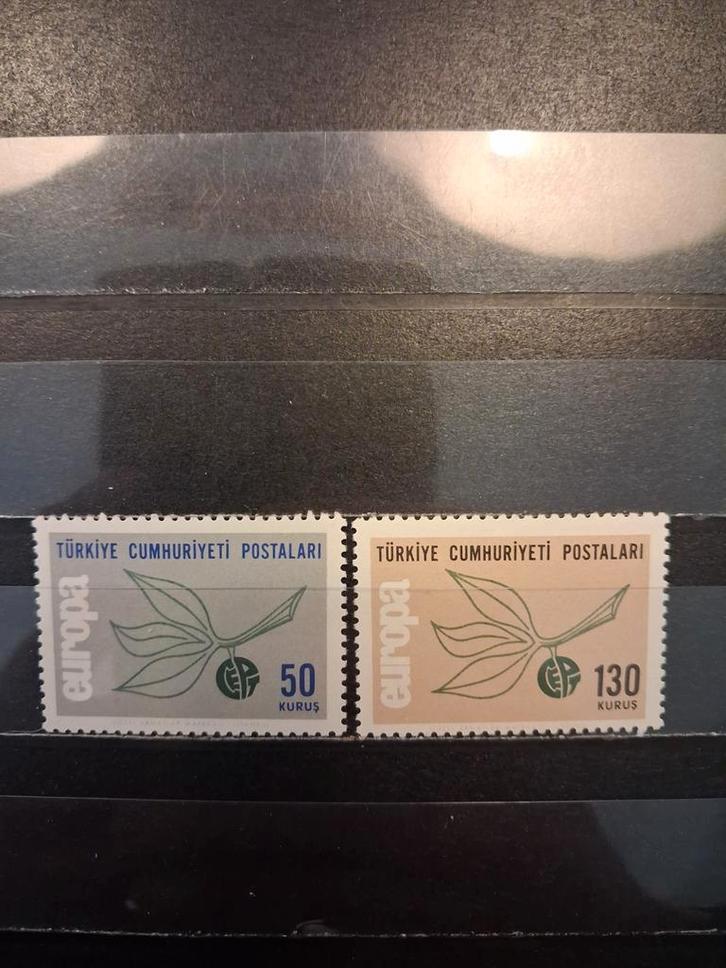 TÜRKİYE CUMHURİYETİ POSTALARI
europa
CEPT
50
KURUŞ
TÜRKİYE CUMHURİYETİ POSTALARI
europa
CEPT
130
KURUŞ